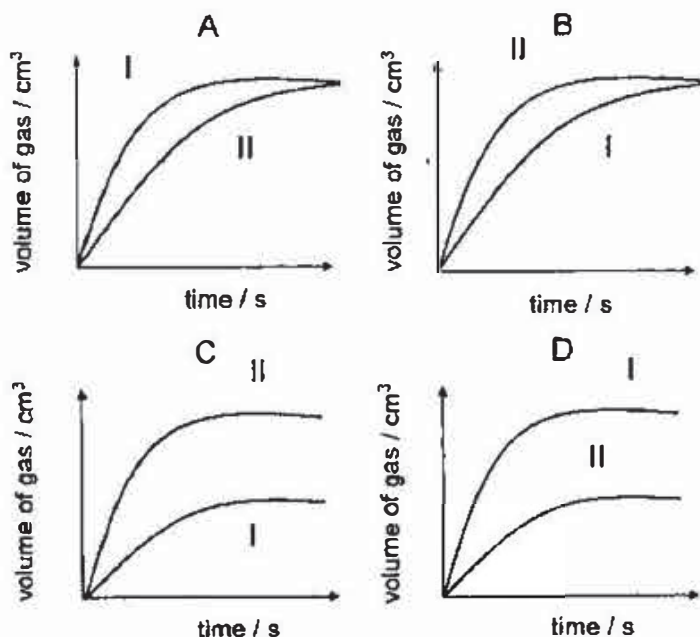 A
I
II
volume of gas / cm³
time / s
B
II
I
volume of gas / cm³
time / s
C
II
I
volume of gas / cm³
time / s
D
I
II
volume of gas / cm³
time / s